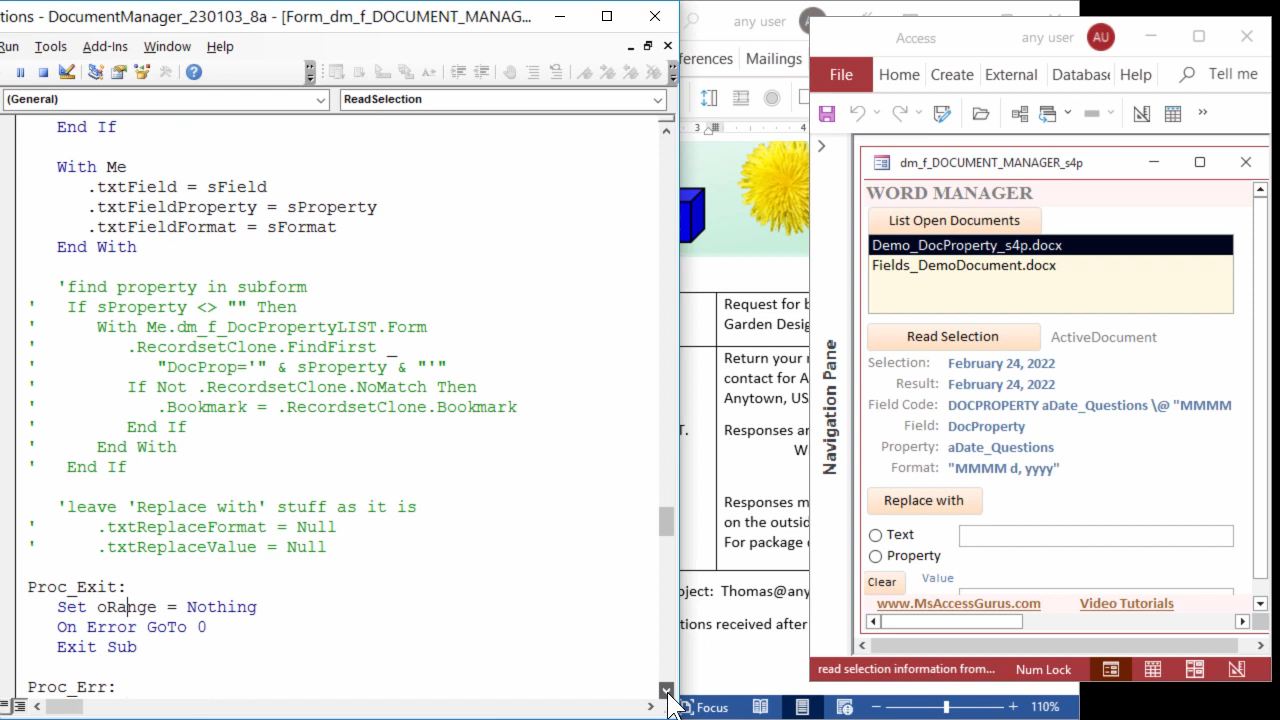 tions - DocumentManager_230103_8a - [Form_dm_f_DOCUMENT_MANAG...
Run Tools Add-Ins Window Help
(General) ReadSelection
End If
With Me
.txtField = sField
.txtFieldProperty = sProperty
.txtFieldFormat = sFormat
End With
'find property in subform
' If sProperty <> "" Then
' With Me.dm_f_DocPropertyLIST.Form
' .RecordsetClone.FindFirst _
' "DocProp='" & sProperty & "'"
' If Not .RecordsetClone.NoMatch Then
' .Bookmark = .RecordsetClone.Bookmark
' End If
' End With
' End If
'leave 'Replace with' stuff as it is
' .txtReplaceFormat = Null
' .txtReplaceValue = Null
Proc_Exit:
Set oRange = Nothing
On Error GoTo 0
Exit Sub
Proc_Err:
any user
ferences Mailings
3 4
Request for b
Garden Desig
Return your r
contact for A
Anytown, US
T. Responses ar
W
Responses m
on the outsid
For package d
oject: Thomas@any
tions received after
Focus 110%
Access any user AU
File Home Create External Database Help Tell me
Navigation Pane
dm_f_DOCUMENT_MANAGER_s4p
WORD MANAGER
List Open Documents
Demo_DocProperty_s4p.docx
Fields_DemoDocument.docx
Read Selection ActiveDocument
Selection: February 24, 2022
Result: February 24, 2022
Field Code: DOCPROPERTY aDate_Questions \@ "MMMM
Field: DocProperty
Property: aDate_Questions
Format: "MMMM d, yyyy"
Replace with
Text
Property
Clear Value
www.MsAccessGurus.com Video Tutorials
read selection information from... Num Lock